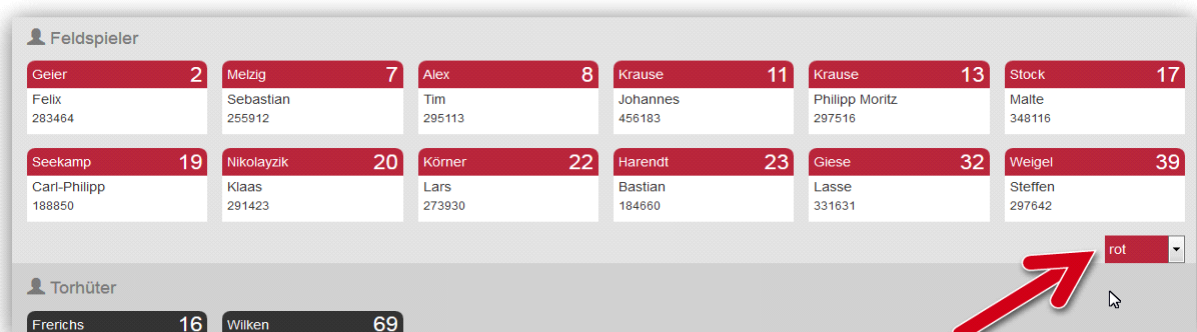 Feldspieler
Geier 2
Felix
283464
Melzig 7
Sebastian
255912
Alex 8
Tim
295113
Krause 11
Johannes
456183
Krause 13
Philipp Moritz
297516
Stock 17
Malte
348116
Seekamp 19
Carl-Philipp
188850
Nikolayzik 20
Klaas
291423
Körner 22
Lars
273930
Harendt 23
Bastian
184660
Giese 32
Lasse
331631
Weigel 39
Steffen
297642
rot
Torhüter
Frerichs 16
Wilken 69